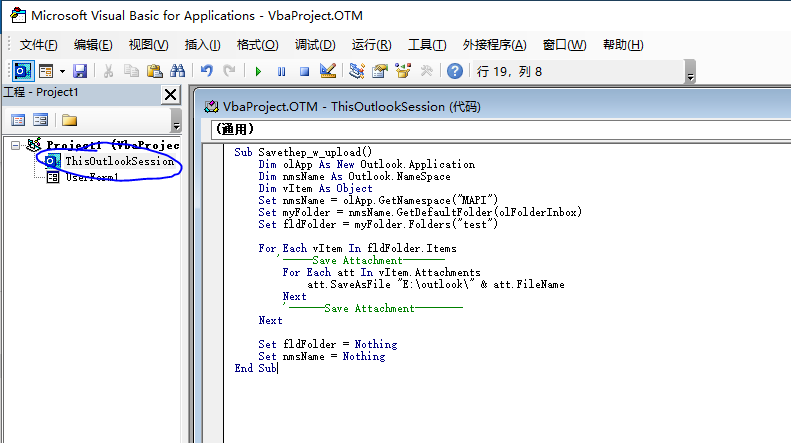 Microsoft Visual Basic for Applications - VbaProject.OTM
文件(F) 编辑(E) 视图(V) 插入(I) 格式(O) 调试(D) 运行(R) 工具(T) 外接程序(A) 窗口(W) 帮助(H)
行 19, 列 8
工程 - Project1
Project1 (VbaProjec
ThisOutlookSession
UserForm1
VbaProject.OTM - ThisOutlookSession (代码)
(通用)
Sub Savethep_w_upload()
Dim olApp As New Outlook.Application
Dim nmsName As Outlook.NameSpace
Dim vItem As Object
Set nmsName = olApp.GetNamespace("MAPI")
Set myFolder = nmsName.GetDefaultFolder(olFolderInbox)
Set fldFolder = myFolder.Folders("test")
For Each vItem In fldFolder.Items
'-----Save Attachment-------
For Each att In vItem.Attachments
att.SaveAsFile "E:\outlook\" & att.FileName
Next
'------Save Attachment--------
Next
Set fldFolder = Nothing
Set nmsName = Nothing
End Sub